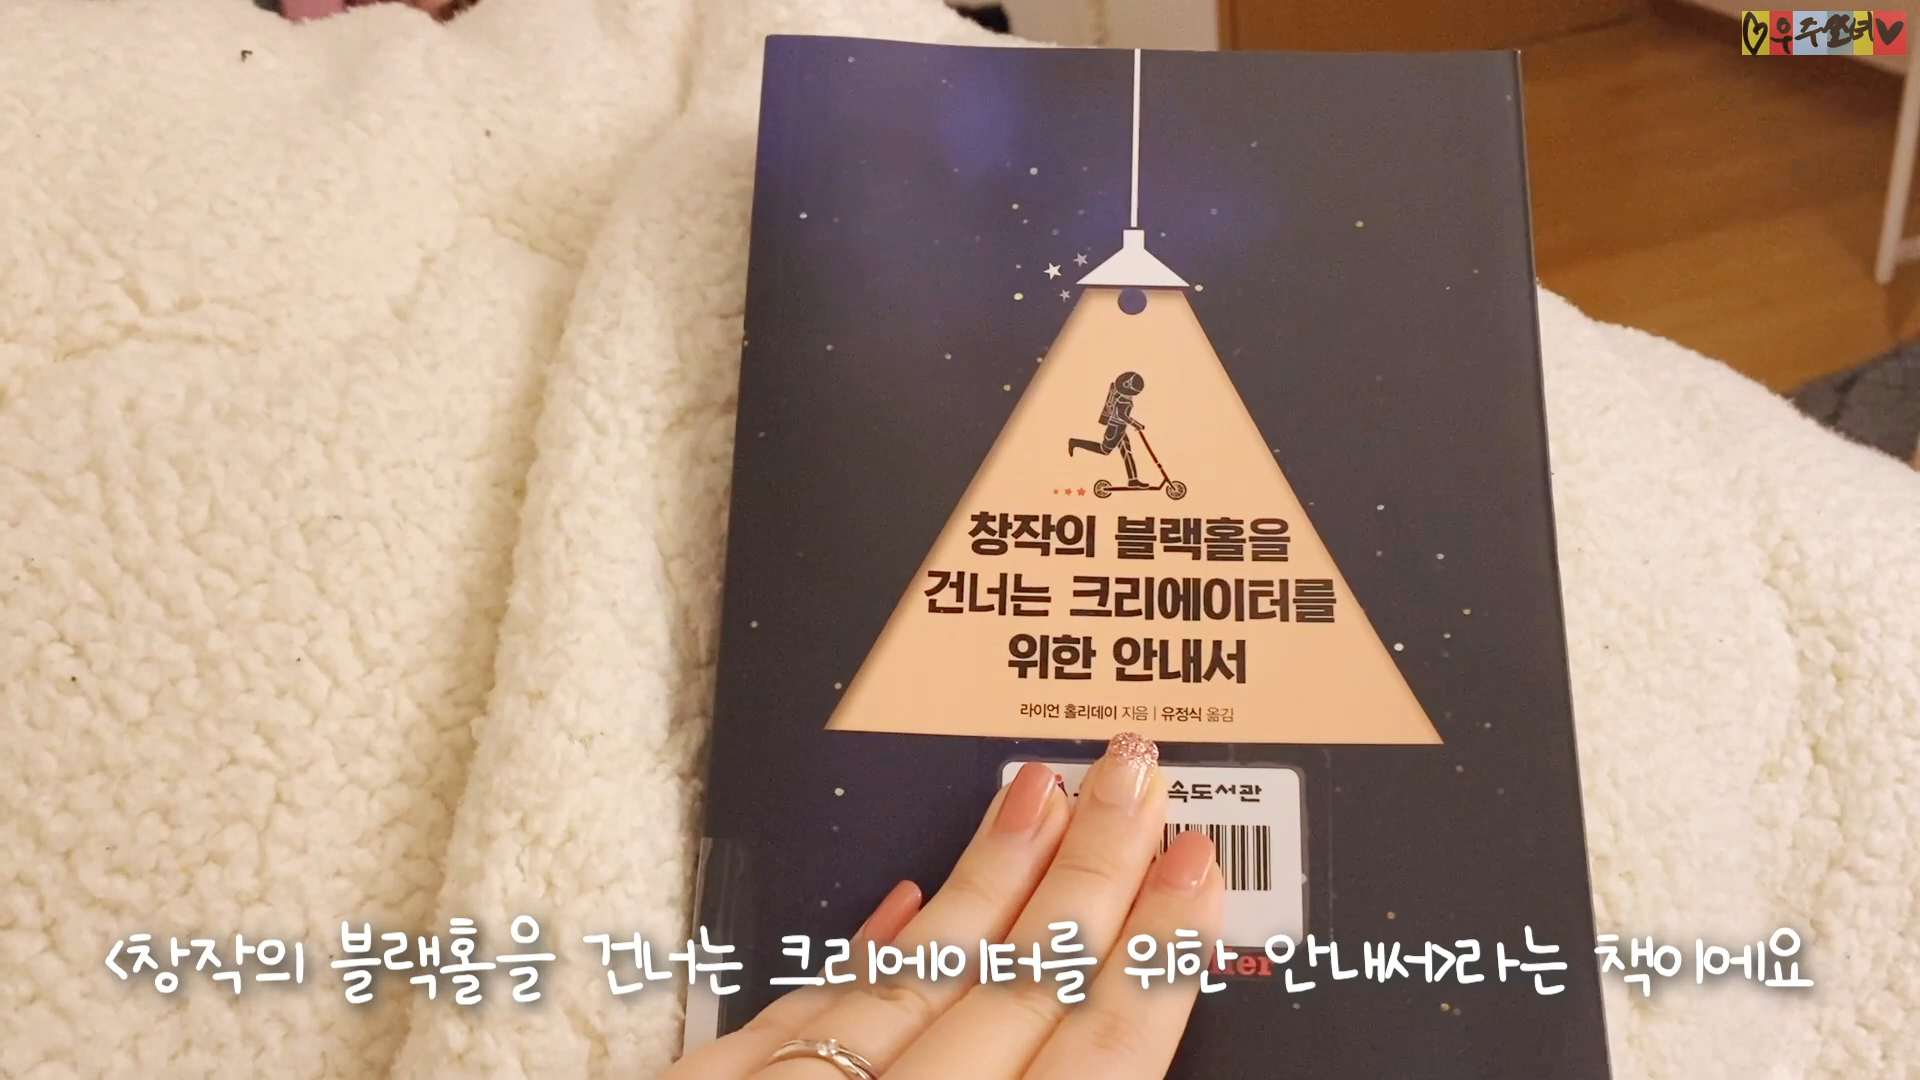 우주쏘녀
창작의 블랙홀을
건너는 크리에이터를
위한 안내서
라이언 홀리데이 지음 | 유정식 옮김
속도서관
<창작의 블랙홀을 건너는 크리에이터를 위한 안내서>라는 책이에요